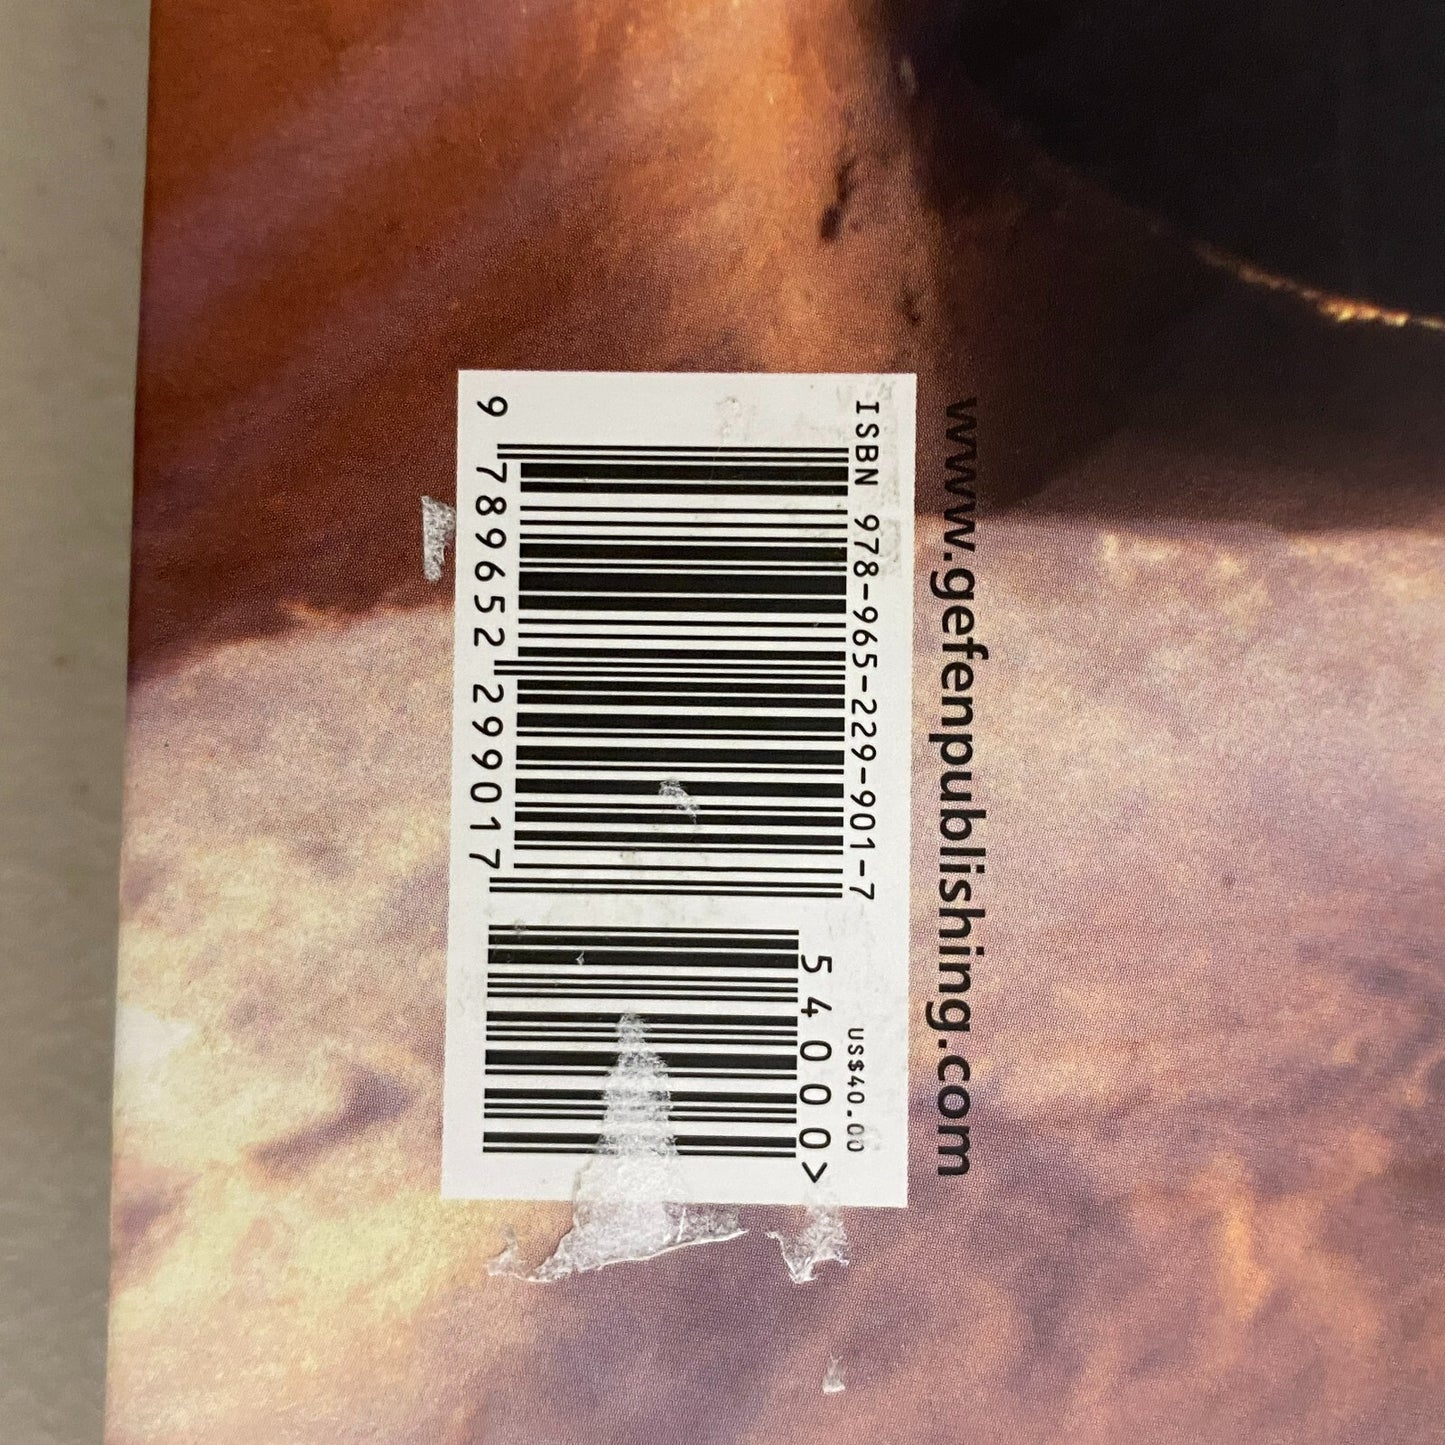 www.gefenpublishing.com
ISBN 978-965-229-901-7
US$40.00
54000>
9 789652 299017